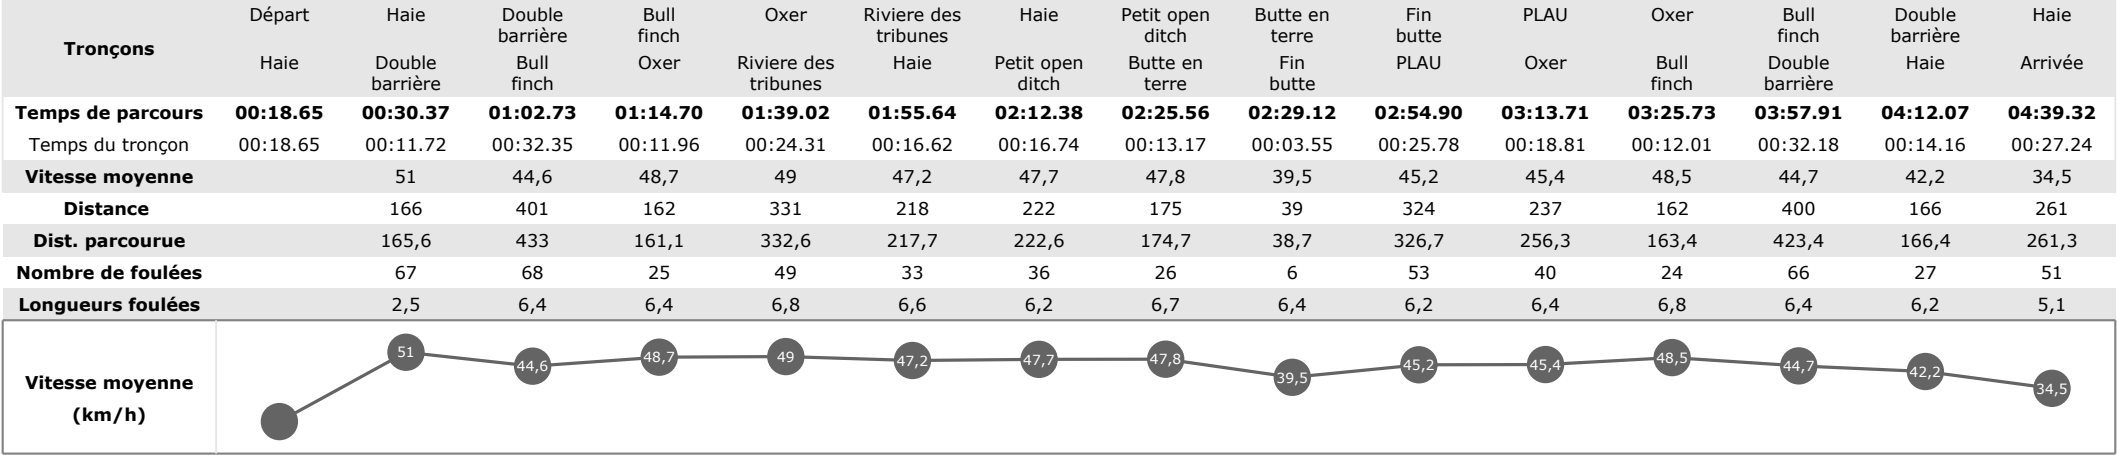 Tronçons
Départ Haie Double barrière Bull finch Oxer Riviere des tribunes Haie Petit open ditch Butte en terre Fin butte PLAU Oxer Bull finch Double barrière Haie
Haie Double barrière Bull finch Oxer Riviere des tribunes Haie Petit open ditch Butte en terre Fin butte PLAU Oxer Bull finch Double barrière Haie Arrivée
Temps de parcours 00:18.65 00:30.37 01:02.73 01:14.70 01:39.02 01:55.64 02:12.38 02:25.56 02:29.12 02:54.90 03:13.71 03:25.73 03:57.91 04:12.07 04:39.32
Temps du tronçon 00:18.65 00:11.72 00:32.35 00:11.96 00:24.31 00:16.62 00:16.74 00:13.17 00:03.55 00:25.78 00:18.81 00:12.01 00:32.18 00:14.16 00:27.24
Vitesse moyenne 51 44,6 48,7 49 47,2 47,7 47,8 39,5 45,2 45,4 48,5 44,7 42,2 34,5
Distance 166 401 162 331 218 222 175 39 324 237 162 400 166 261
Dist. parcourue 165,6 433 161,1 332,6 217,7 222,6 174,7 38,7 326,7 256,3 163,4 423,4 166,4 261,3
Nombre de foulées 67 68 25 49 33 36 26 6 53 40 24 66 27 51
Longueurs foulées 2,5 6,4 6,4 6,8 6,6 6,2 6,7 6,4 6,2 6,4 6,8 6,4 6,2 5,1
Vitesse moyenne
(km/h)
51 44,6 48,7 49 47,2 47,7 47,8 39,5 45,2 45,4 48,5 44,7 42,2 34,5